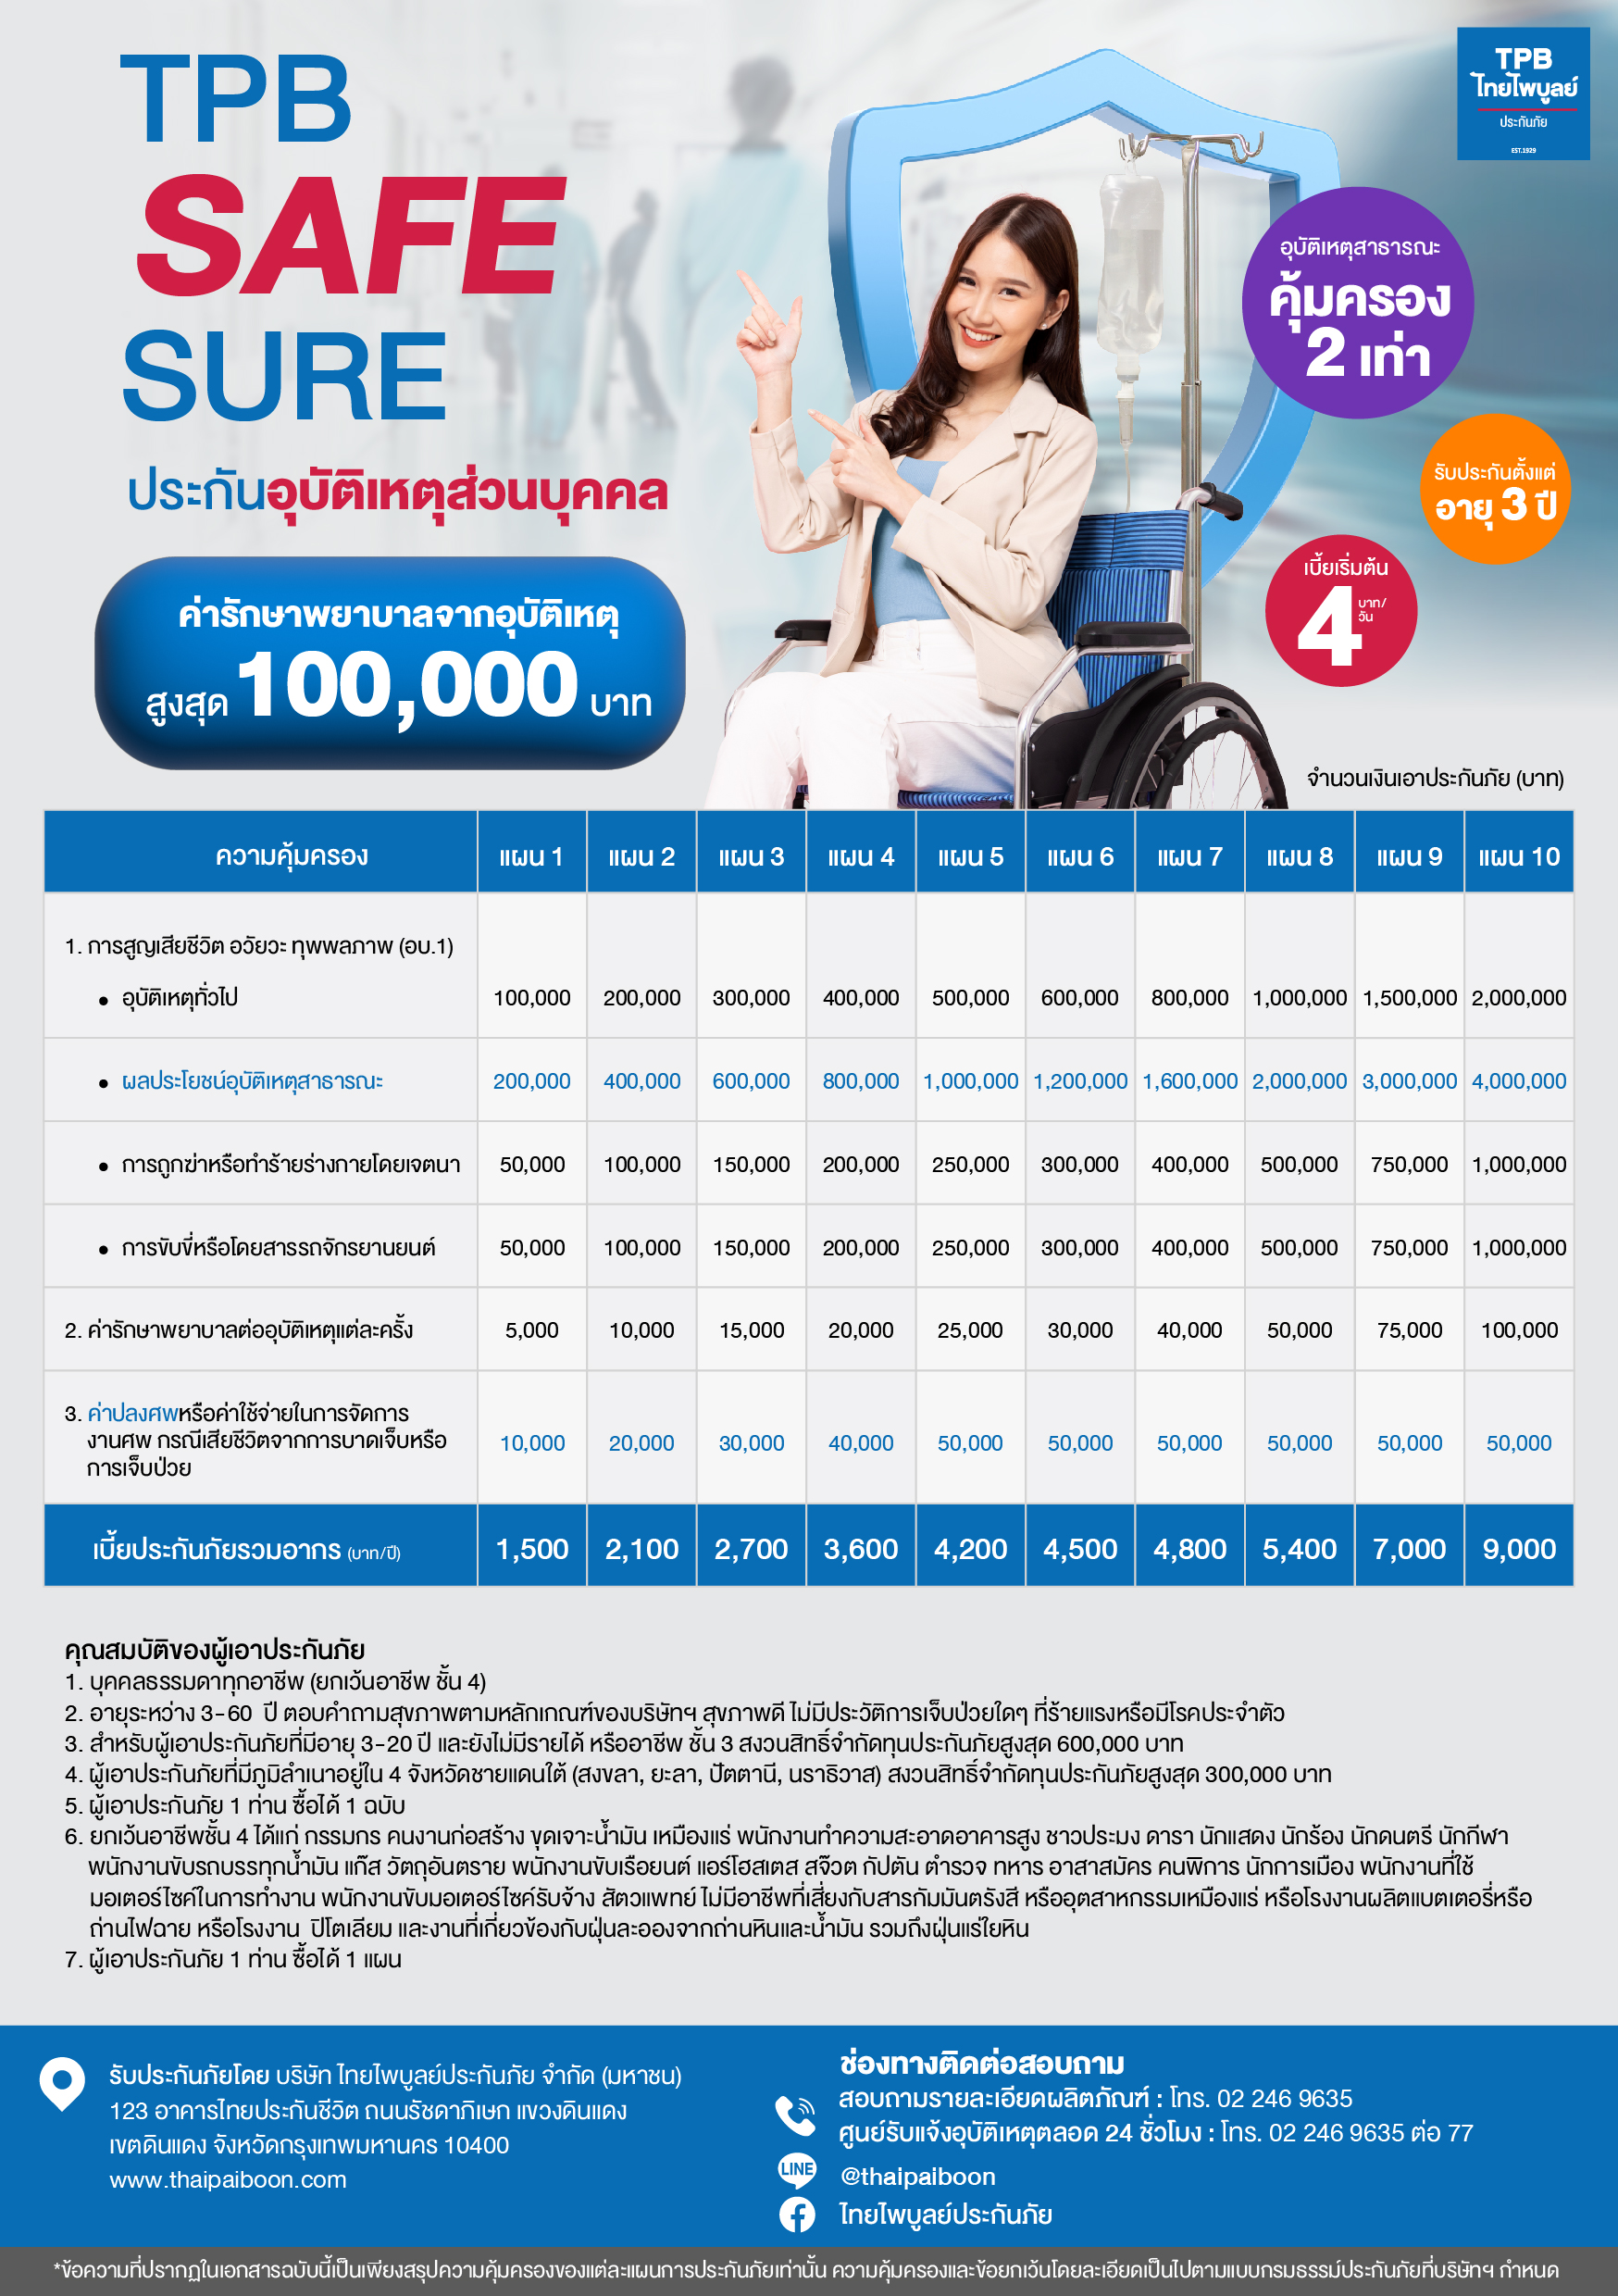 TPB
SAFE
SURE
ประกันอุบัติเหตุส่วนบุคคล
ค่ารักษาพยาบาลจากอุบัติเหตุ
สูงสุด 100,000 บาท
TPB
ไทยไพบูลย์
ประกันภัย
EST.1929
อุบัติเหตุสาธารณะ
คุ้มครอง
2 เท่า
รับประกันตั้งแต่
อายุ 3 ปี
เบี้ยเริ่มต้น
4 บาท/วัน
จำนวนเงินเอาประกันภัย (บาท)
ความคุ้มครอง แผน 1 แผน 2 แผน 3 แผน 4 แผน 5 แผน 6 แผน 7 แผน 8 แผน 9 แผน 10
1. การสูญเสียชีวิต อวัยวะ ทุพพลภาพ (อบ.1)
• อุบัติเหตุทั่วไป 100,000 200,000 300,000 400,000 500,000 600,000 800,000 1,000,000 1,500,000 2,000,000
• ผลประโยชน์อุบัติเหตุสาธารณะ 200,000 400,000 600,000 800,000 1,000,000 1,200,000 1,600,000 2,000,000 3,000,000 4,000,000
• การถูกฆ่าหรือทำร้ายร่างกายโดยเจตนา 50,000 100,000 150,000 200,000 250,000 300,000 400,000 500,000 750,000 1,000,000
• การขับขี่หรือโดยสารรถจักรยานยนต์ 50,000 100,000 150,000 200,000 250,000 300,000 400,000 500,000 750,000 1,000,000
2. ค่ารักษาพยาบาลต่ออุบัติเหตุแต่ละครั้ง 5,000 10,000 15,000 20,000 25,000 30,000 40,000 50,000 75,000 100,000
3. ค่าปลงศพหรือค่าใช้จ่ายในการจัดการ
งานศพ กรณีเสียชีวิตจากการบาดเจ็บหรือ 10,000 20,000 30,000 40,000 50,000 50,000 50,000 50,000 50,000 50,000
การเจ็บป่วย
เบี้ยประกันภัยรวมอากร (บาท/ปี) 1,500 2,100 2,700 3,600 4,200 4,500 4,800 5,400 7,000 9,000
คุณสมบัติของผู้เอาประกันภัย
1. บุคคลธรรมดาทุกอาชีพ (ยกเว้นอาชีพ ชั้น 4)
2. อายุระหว่าง 3-60 ปี ตอบคำถามสุขภาพตามหลักเกณฑ์ของบริษัทฯ สุขภาพดี ไม่มีประวัติการเจ็บป่วยใดๆ ที่ร้ายแรงหรือมีโรคประจำตัว
3. สำหรับผู้เอาประกันภัยที่มีอายุ 3-20 ปี และยังไม่มีรายได้ หรืออาชีพ ชั้น 3 สงวนสิทธิ์จำกัดทุนประกันภัยสูงสุด 600,000 บาท
4. ผู้เอาประกันภัยที่มีภูมิลำเนาอยู่ใน 4 จังหวัดชายแดนใต้ (สงขลา, ยะลา, ปัตตานี, นราธิวาส) สงวนสิทธิ์จำกัดทุนประกันภัยสูงสุด 300,000 บาท
5. ผู้เอาประกันภัย 1 ท่าน ซื้อได้ 1 ฉบับ
6. ยกเว้นอาชีพชั้น 4 ได้แก่ กรรมกร คนงานก่อสร้าง ขุดเจาะน้ำมัน เหมืองแร่ พนักงานทำความสะอาดอาคารสูง ชาวประมง ดารา นักแสดง นักร้อง นักดนตรี นักกีฬา
พนักงานขับรถบรรทุกน้ำมัน แก๊ส วัตถุอันตราย พนักงานขับเรือยนต์ แอร์โฮสเตส สจ๊วต กัปตัน ตำรวจ ทหาร อาสาสมัคร คนพิการ นักการเมือง พนักงานที่ใช้
มอเตอร์ไซค์ในการทำงาน พนักงานขับมอเตอร์ไซค์รับจ้าง สัตวแพทย์ ไม่มีอาชีพที่เสี่ยงกับสารกัมมันตรังสี หรืออุตสาหกรรมเหมืองแร่ หรือโรงงานผลิตแบตเตอรี่หรือ
ถ่านไฟฉาย หรือโรงงาน ปิโตเลียม และงานที่เกี่ยวข้องกับฝุ่นละอองจากถ่านหินและน้ำมัน รวมถึงฝุ่นแร่ใยหิน
7. ผู้เอาประกันภัย 1 ท่าน ซื้อได้ 1 แผน
รับประกันภัยโดย บริษัท ไทยไพบูลย์ประกันภัย จำกัด (มหาชน)
123 อาคารไทยประกันชีวิต ถนนรัชดาภิเษก แขวงดินแดง
เขตดินแดง จังหวัดกรุงเทพมหานคร 10400
www.thaipaiboon.com
ช่องทางติดต่อสอบถาม
สอบถามรายละเอียดผลิตภัณฑ์ : โทร. 02 246 9635
ศูนย์รับแจ้งอุบัติเหตุตลอด 24 ชั่วโมง : โทร. 02 246 9635 ต่อ 77
LINE @thaipaiboon
ไทยไพบูลย์ประกันภัย
*ข้อความที่ปรากฏในเอกสารฉบับนี้เป็นเพียงสรุปความคุ้มครองของแต่ละแผนการประกันภัยเท่านั้น ความคุ้มครองและข้อยกเว้นโดยละเอียดเป็นไปตามแบบกรมธรรม์ประกันภัยที่บริษัทฯ กำหนด